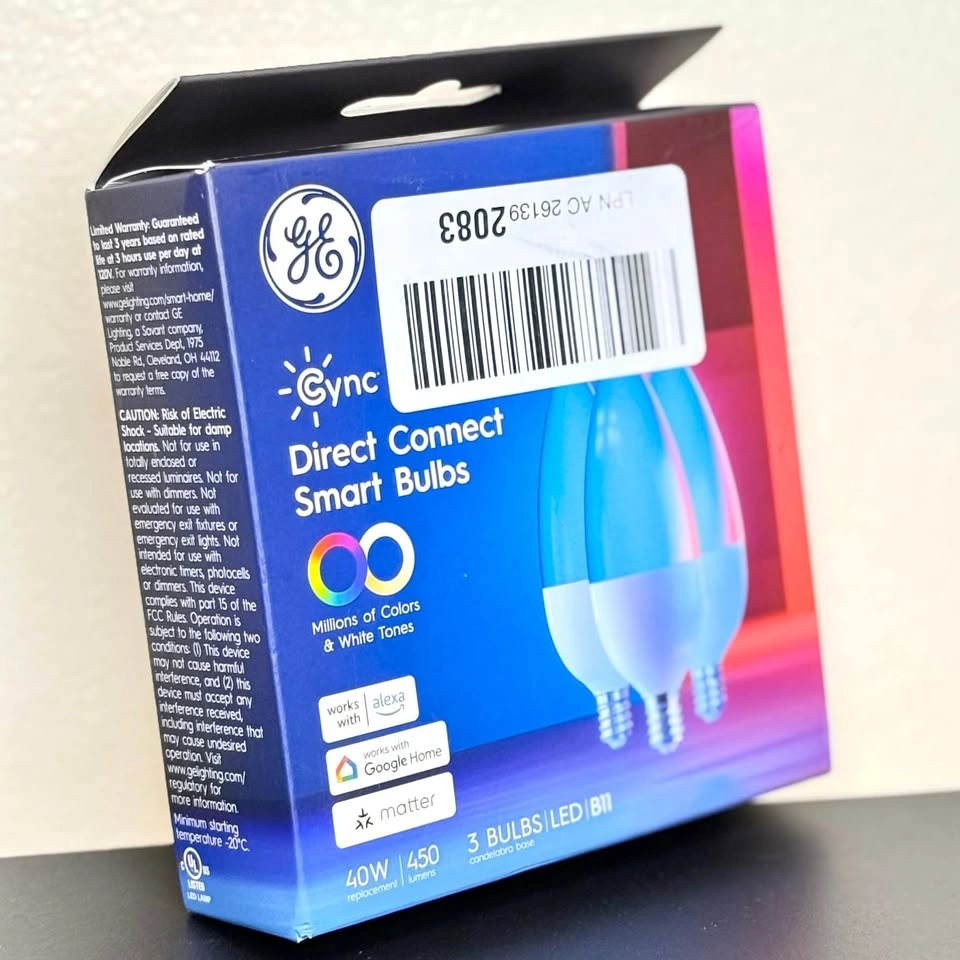 Limited Warranty: Guaranteed
to last 3 years based on rated
life at 3 hours use per day at
120V. For warranty information,
please visit
www.gelighting.com/smart-home/
warranty or contact GE
Lighting, a Savant company,
Product Services Dept, 1975
Noble Rd., Cleveland, OH 44112
to request a free copy of the
warranty terms.
CAUTION: Risk of Electric
Shock - Suitable for damp
locations. Not for use in
totally enclosed or
recessed luminaires. Not for
use with dimmers. Not
evaluated for use with
emergency exit fixtures or
emergency exit lights. Not
intended for use with
electronic timers, photocells
or dimmers. This device
complies with part 15 of the
FCC Rules. Operation is
subject to the following two
conditions: (1) This device
may not cause harmful
interference, and (2) this
device must accept any
interference received,
including interference that
may cause undesired
operation. Visit
www.gelighting.com/
regulatory for
more information.
Minimum starting
temperature -20°C.
C UL US
LISTED
LED LAMP
GE
LPN AC 261392083
Cync
Direct Connect
Smart Bulbs
Millions of Colors
& White Tones
works with alexa
works with
Google Home
matter
40W replacement
450 lumens
3 BULBS | LED | B11
candelabra base